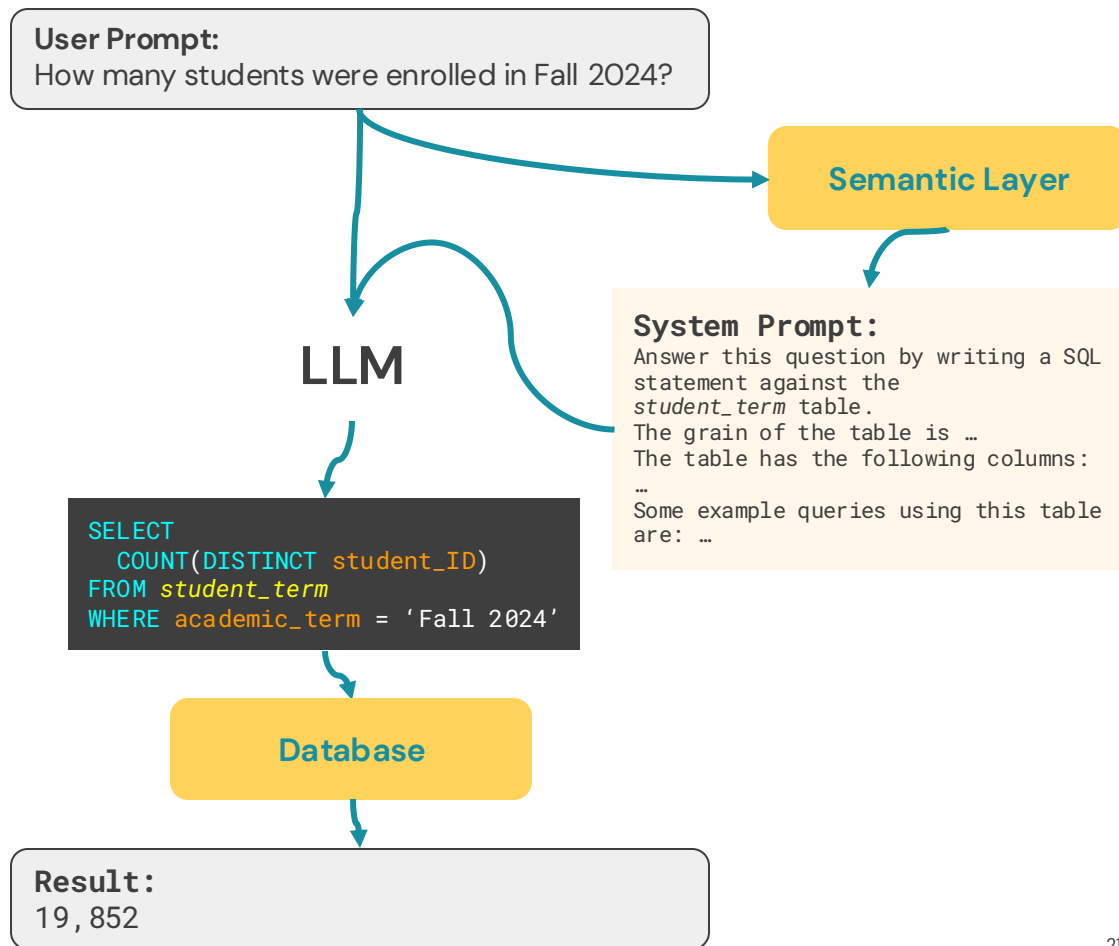 User Prompt:
How many students were enrolled in Fall 2024?
Semantic Layer
System Prompt:
Answer this question by writing a SQL
statement against the
student_term table.
The grain of the table is …
The table has the following columns:
…
Some example queries using this table
are: …
LLM
SELECT
COUNT(DISTINCT student_ID)
FROM student_term
WHERE academic_term = ‘Fall 2024’
Database
Result:
19,852